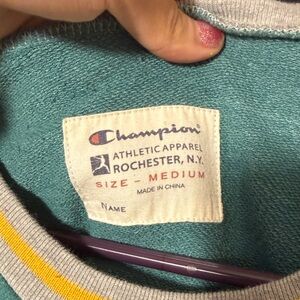 Champion
ATHLETIC APPAREL
ROCHESTER, N.Y.
SIZE – MEDIUM
MADE IN CHINA
NAME